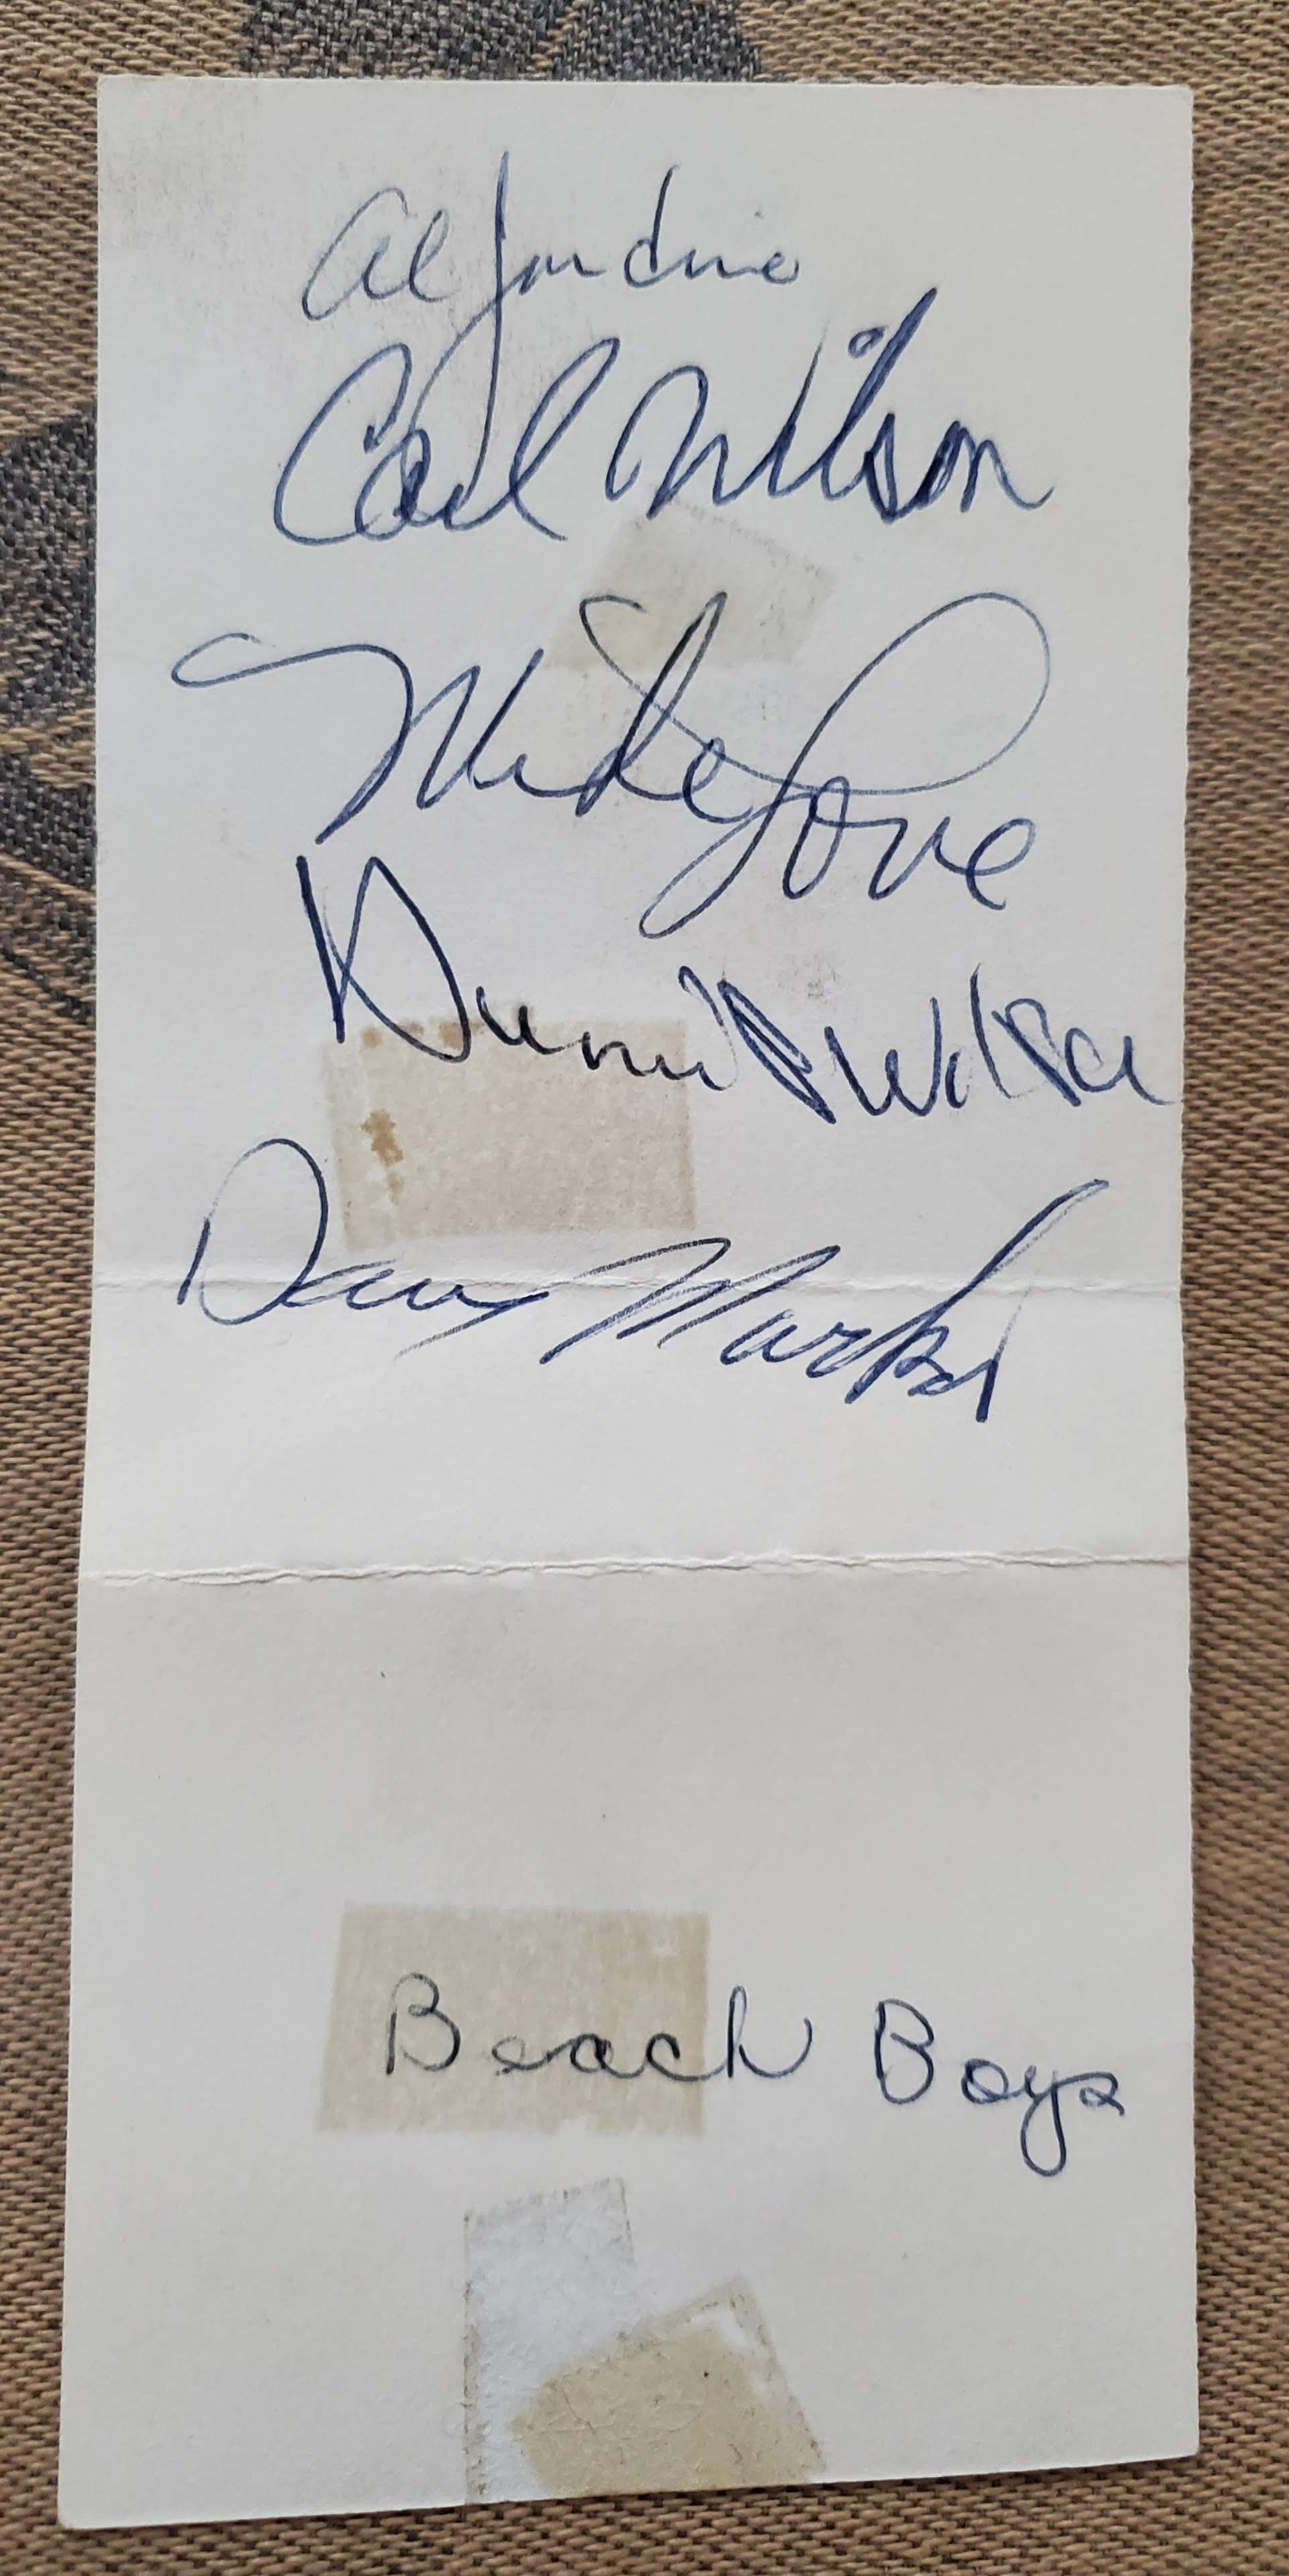 Al Jardine
Carl Wilson
Mike Love
Dennis Wilson
Dave Marks
Beach Boys